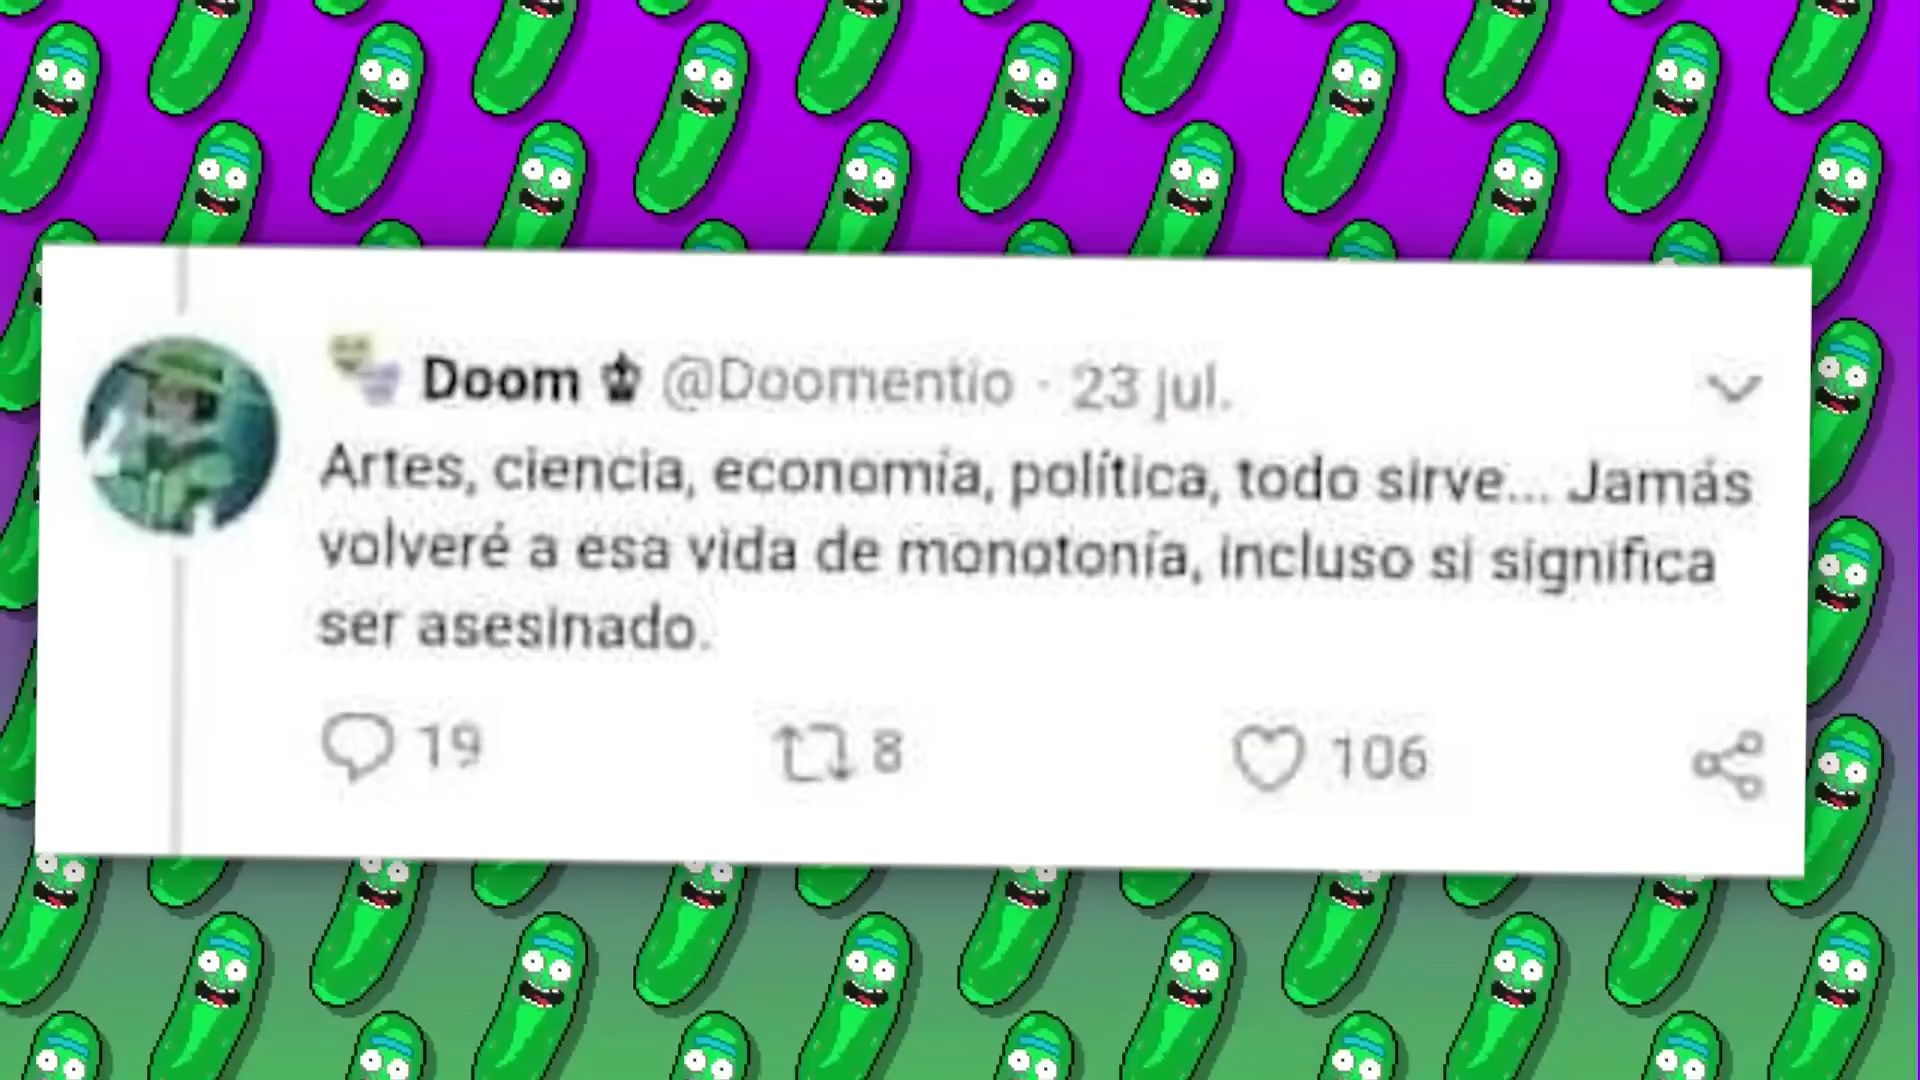 Doom ♚ @Doomentio · 23 jul.
Artes, ciencia, economía, política, todo sirve... Jamás
volveré a esa vida de monotonía, incluso si significa
ser asesinado.
19 8 106